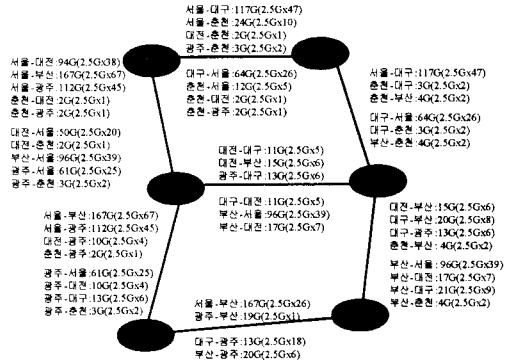 서울-대구:117G(2.5Gx47)
서울-춘천:24G(2.5Gx10)
대전-춘천:2G(2.5Gx1)
광주-춘천:3G(2.5Gx2)
서울-대전:94G(2.5Gx38)
서울-부산:167G(2.5Gx67)
서울-광주:112G(2.5Gx45)
춘천-대전:2G(2.5Gx1)
춘천-광주:2G(2.5Gx1)
대구-서울:64G(2.5Gx26)
춘천-서울:12G(2.5Gx5)
춘천-대전:2G(2.5Gx1)
춘천-광주:2G(2.5Gx1)
서울-대구:117G(2.5Gx47)
춘천-대구:3G(2.5Gx2)
춘천-부산:4G(2.5Gx2)
대구-서울:64G(2.5Gx26)
대구-춘천:3G(2.5Gx2)
부산-춘천:4G(2.5Gx2)
대전-서울:50G(2.5Gx20)
대전-춘천:2G(2.5Gx1)
부산-서울:96G(2.5Gx39)
광주-서울:61G(2.5Gx25)
광주-춘천:3G(2.5Gx2)
대전-대구:11G(2.5Gx5)
대전-부산:15G(2.5Gx6)
광주-대구:13G(2.5Gx6)
대구-대전:11G(2.5Gx5)
부산-서울:96G(2.5Gx39)
부산-대전:17G(2.5Gx7)
서울-부산:167G(2.5Gx67)
서울-광주:112G(2.5Gx45)
대전-광주:10G(2.5Gx4)
춘천-광주:2G(2.5Gx1)
광주-서울:61G(2.5Gx25)
광주-대전:10G(2.5Gx4)
광주-대구:13G(2.5Gx6)
광주-춘천:3G(2.5Gx2)
대전-부산:15G(2.5Gx6)
대구-부산:20G(2.5Gx8)
대구-광주:13G(2.5Gx6)
춘천-부산:4G(2.5Gx2)
부산-서울:96G(2.5Gx39)
부산-대전:17G(2.5Gx7)
부산-대구:21G(2.5Gx9)
부산-춘천:4G(2.5Gx2)
서울-부산:167G(2.5Gx26)
광주-부산:19G(2.5Gx1)
대구-광주:13G(2.5Gx18)
부산-광주:20G(2.5Gx6)